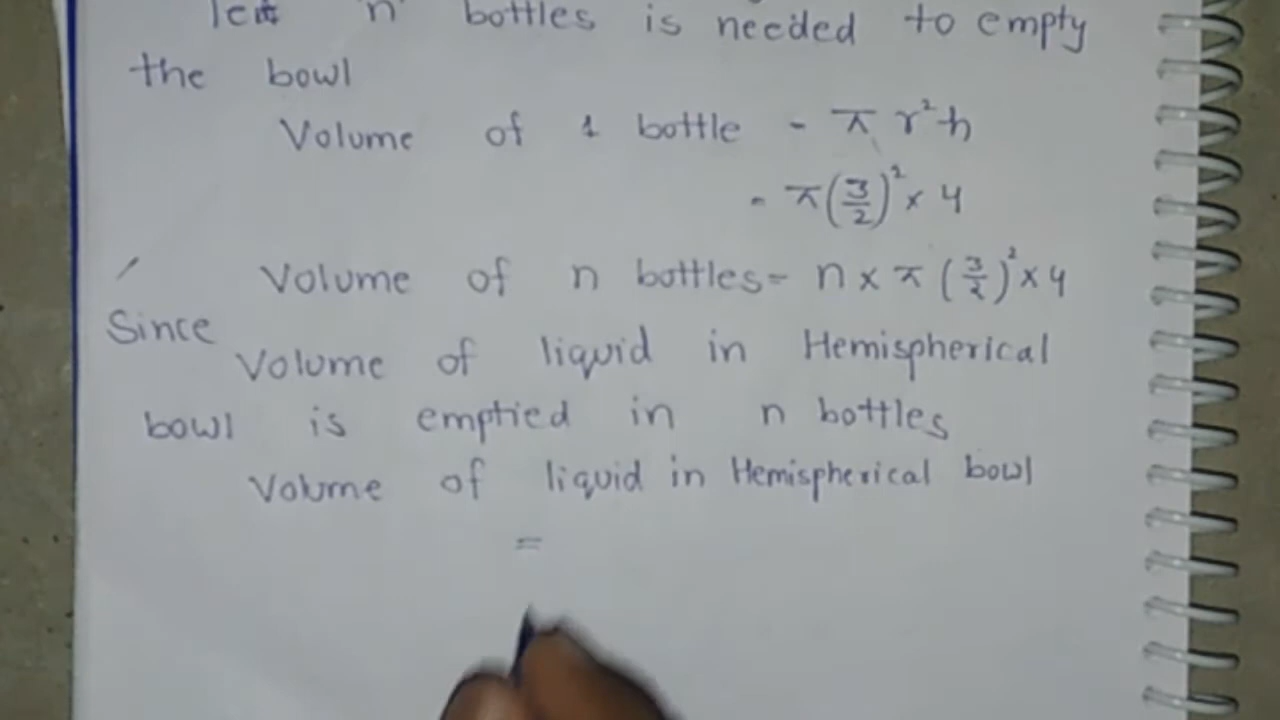 let n bottles is needed to empty
the bowl
Volume of 1 bottle - π r²h
- π(3/2)² × 4
Volume of n bottles = n × π (3/2)² × 4
Since
Volume of liquid in Hemispherical
bowl is emptied in n bottles
Volume of liquid in Hemispherical bowl
=